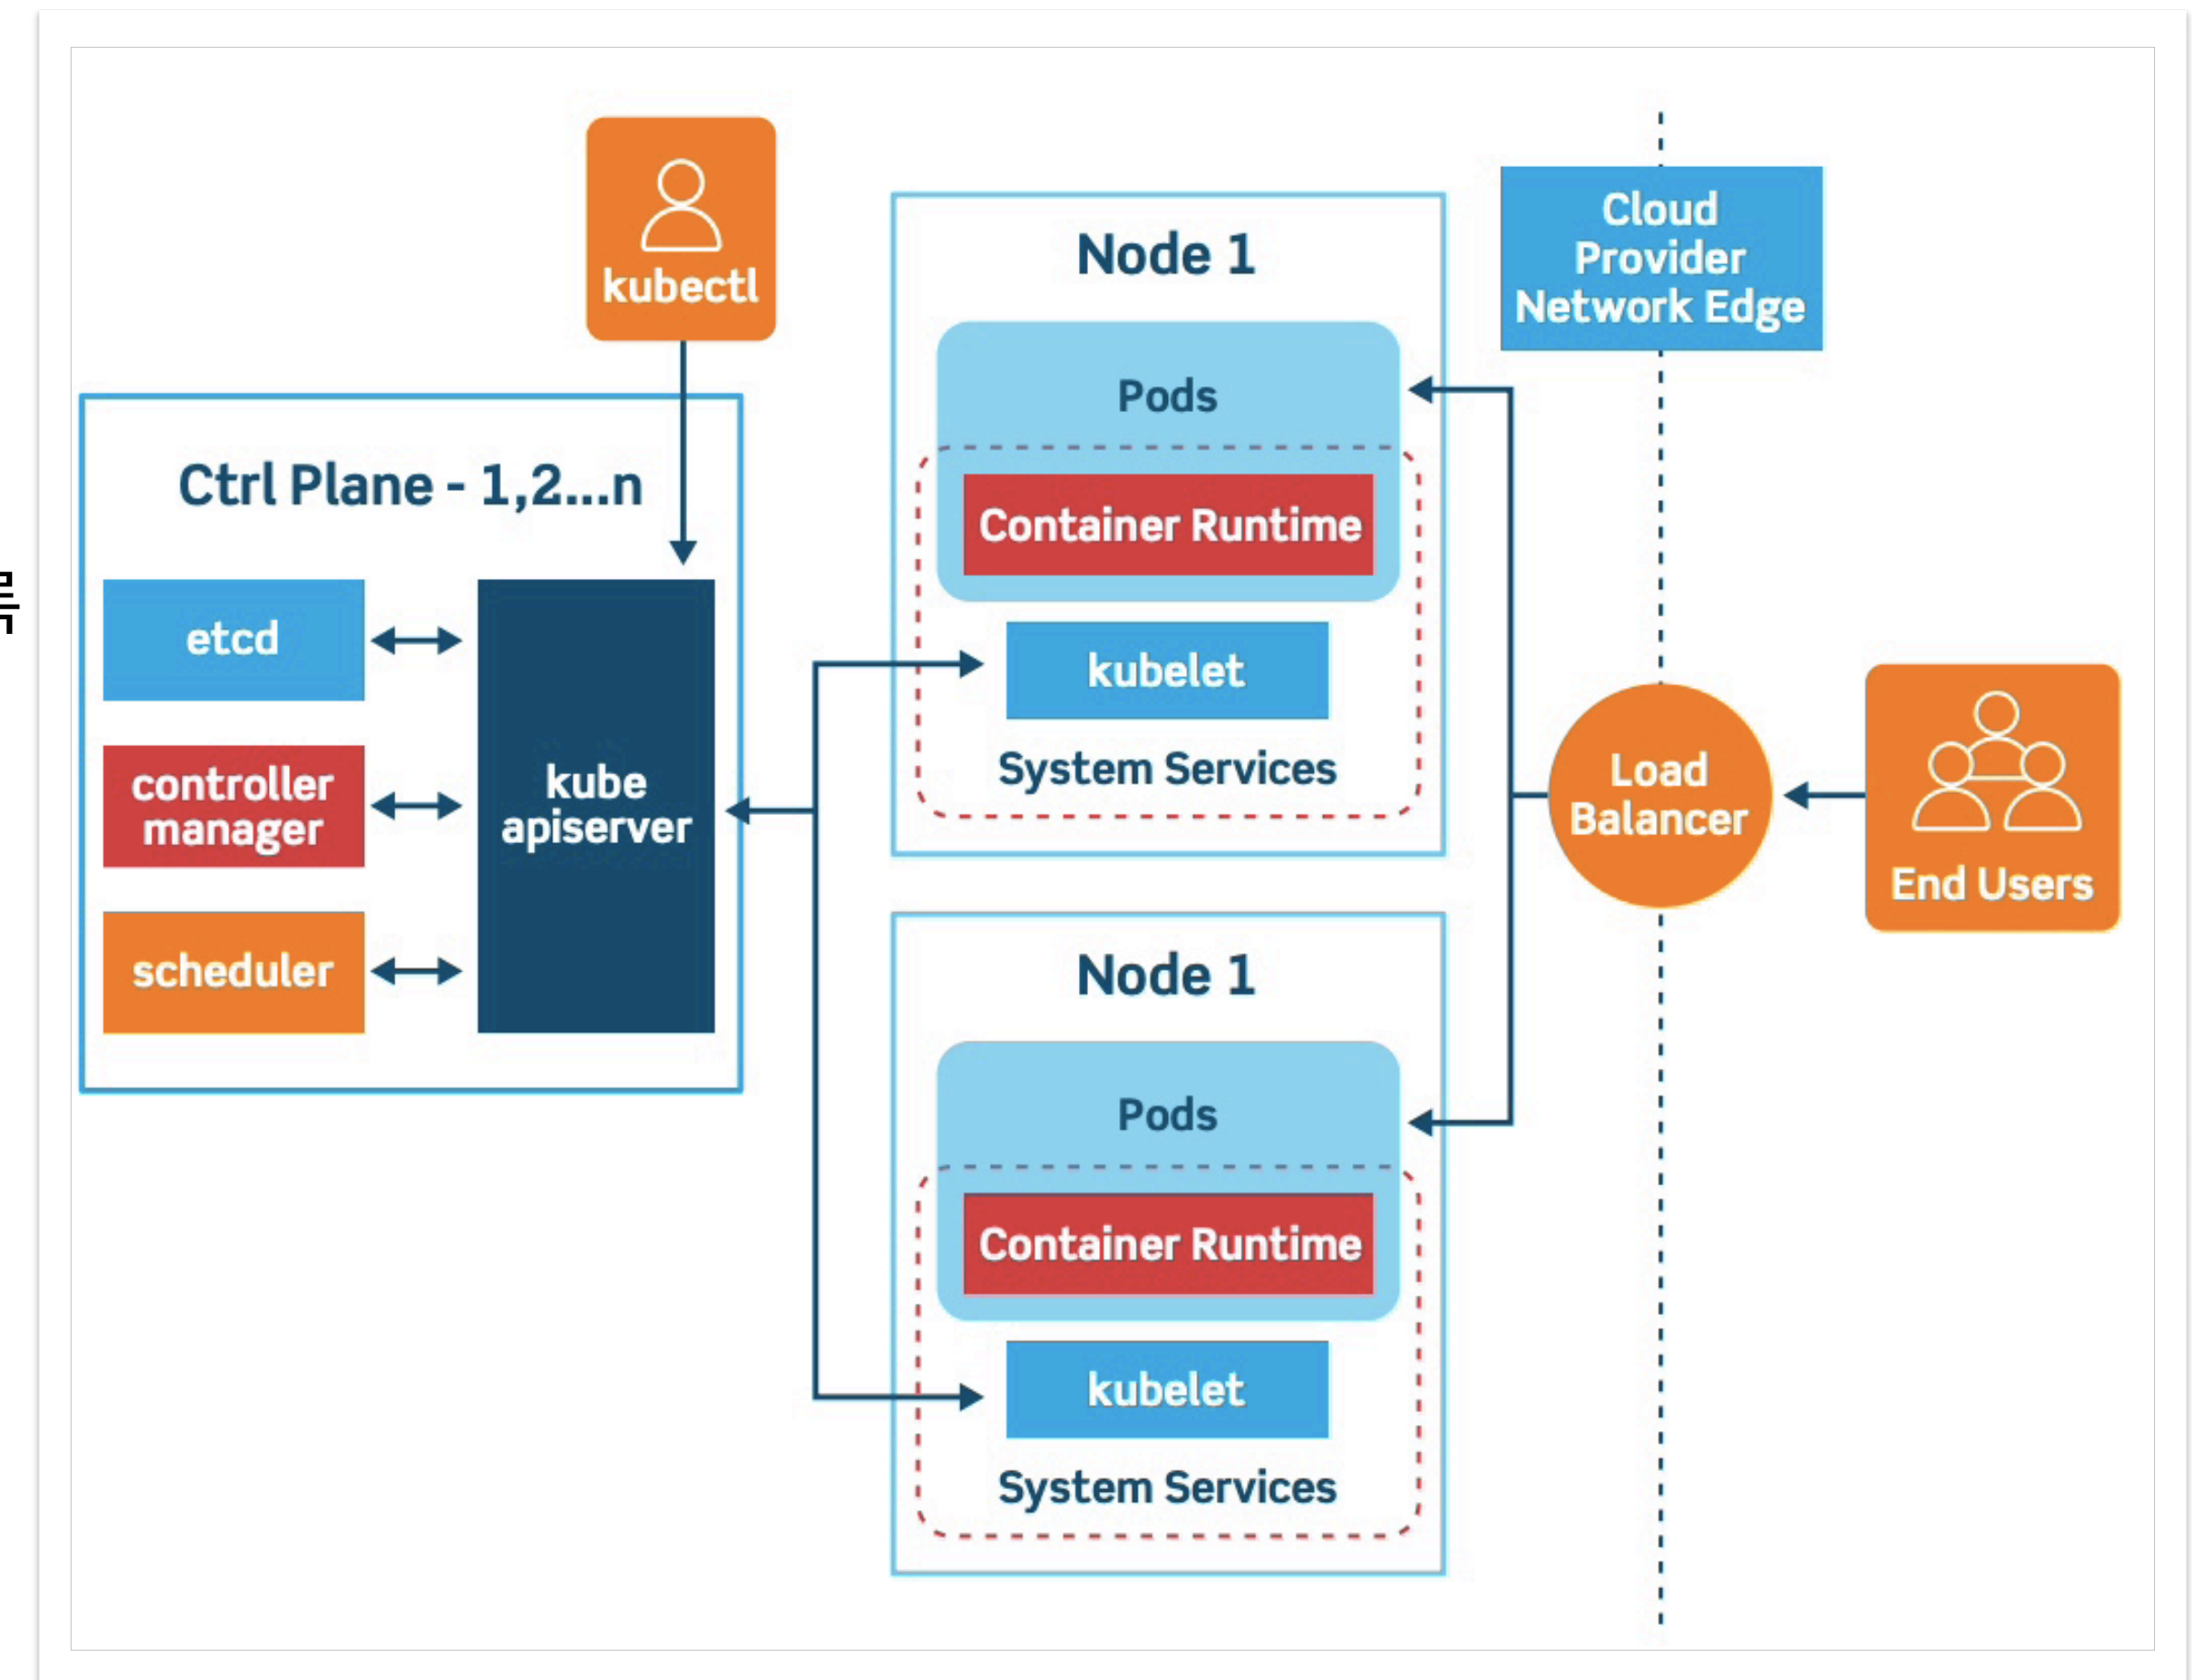 kubectl
Ctrl Plane - 1,2...n
etcd
controller
manager
scheduler
kube
apiserver
Node 1
Pods
Container Runtime
kubelet
System Services
Node 1
Pods
Container Runtime
kubelet
System Services
Cloud
Provider
Network Edge
Load
Balancer
End Users